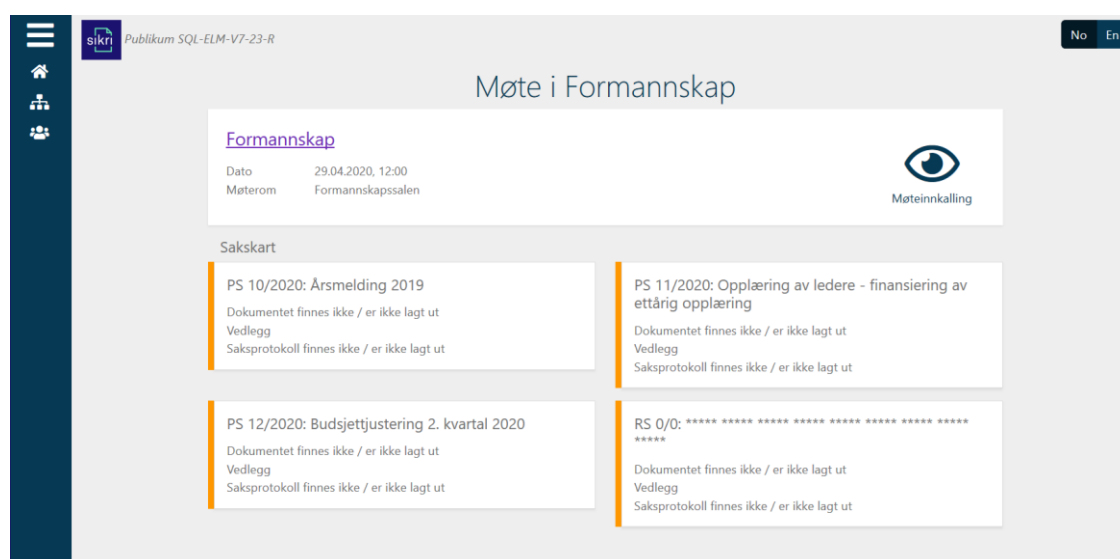 sikri
Publikum SQL-ELM-V7-23-R
No En
Møte i Formannskap
Formannskap
Dato 29.04.2020, 12:00
Møterom Formannskapssalen
Møteinnkalling
Sakskart
PS 10/2020: Årsmelding 2019
Dokumentet finnes ikke / er ikke lagt ut
Vedlegg
Saksprotokoll finnes ikke / er ikke lagt ut
PS 11/2020: Opplæring av ledere - finansiering av
ettårig opplæring
Dokumentet finnes ikke / er ikke lagt ut
Vedlegg
Saksprotokoll finnes ikke / er ikke lagt ut
PS 12/2020: Budsjettjustering 2. kvartal 2020
Dokumentet finnes ikke / er ikke lagt ut
Vedlegg
Saksprotokoll finnes ikke / er ikke lagt ut
RS 0/0: ***** ***** ***** ***** ***** ***** ***** *****
*****
Dokumentet finnes ikke / er ikke lagt ut
Vedlegg
Saksprotokoll finnes ikke / er ikke lagt ut